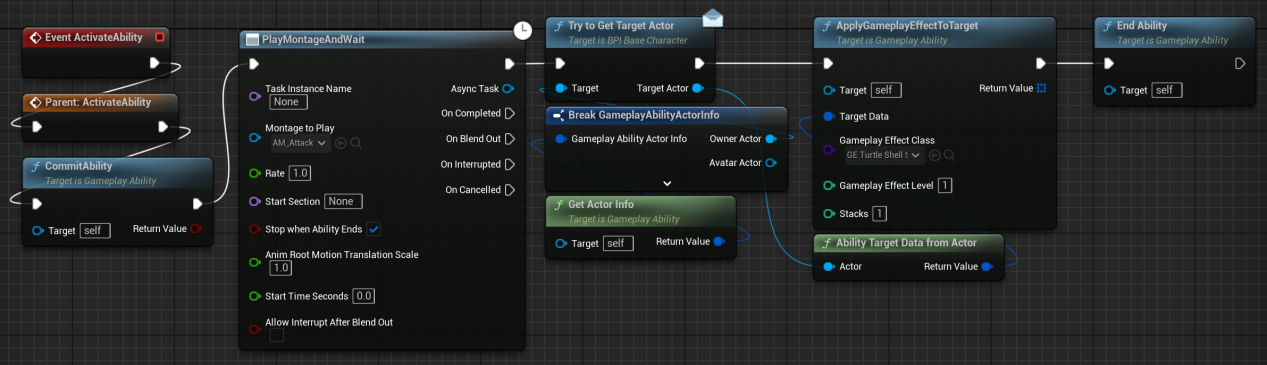 Event ActivateAbility
Parent: ActivateAbility
CommitAbility
Target is Gameplay Ability
Target self
Return Value
PlayMontageAndWait
Task Instance Name
None
Async Task
On Completed
Montage to Play
AM_Attack
On Blend Out
On Interrupted
Rate 1.0
On Cancelled
Start Section None
Stop when Ability Ends
Anim Root Motion Translation Scale
1.0
Start Time Seconds 0.0
Allow Interrupt After Blend Out
Try to Get Target Actor
Target is BPI Base Character
Target
Target Actor
Break GameplayAbilityActorInfo
Gameplay Ability Actor Info
Owner Actor
Avatar Actor
Get Actor Info
Target is Gameplay Ability
Target self
Return Value
ApplyGameplayEffectToTarget
Target is Gameplay Ability
Target self
Return Value
Target Data
Gameplay Effect Class
GE Turtle Shell
Gameplay Effect Level 1
Stacks 1
Ability Target Data from Actor
Actor
Return Value
End Ability
Target is Gameplay Ability
Target self